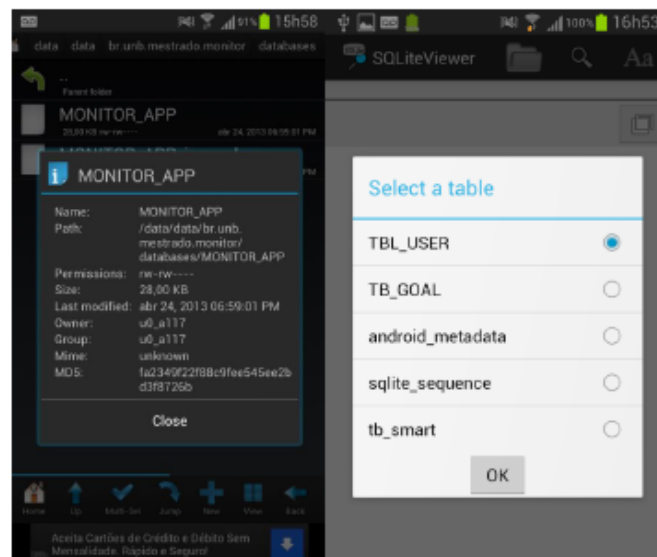 91% 15h58
data data br.unb.mestrado.monitor databases
..
Parent folder
MONITOR_APP
28,00 KB rw-rw---- abr 24, 2013 06:59:01 PM
PM
MONITOR_APP
Name: MONITOR_APP
Path: /data/data/br.unb.
mestrado.monitor/
databases/MONITOR_APP
Permissions: rw-rw----
Size: 28,00 KB
Last modified: abr 24, 2013 06:59:01 PM
Owner: u0_a117
Group: u0_a117
Mime: unknown
MD5: fa2349f22f88c9fee545ee2b
d3f8726b
Close
Home Up Multi-Sel Jump New View Back
Aceita Cartões de Crédito e Débito Sem
Mensalidade. Rápido e Seguro!
100% 16h53
SQLiteViewer Aa
Select a table
TBL_USER
TB_GOAL
android_metadata
sqlite_sequence
tb_smart
OK